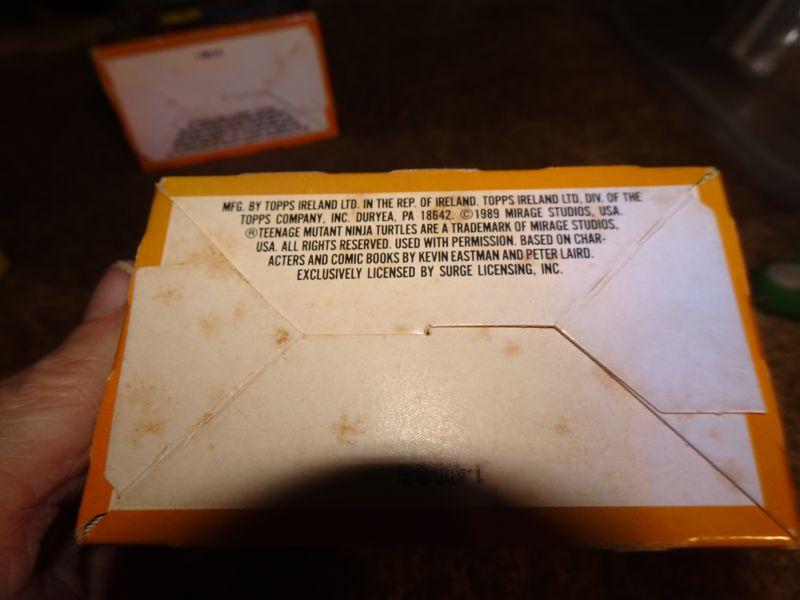 MFG. BY TOPPS IRELAND LTD. IN THE REP. OF IRELAND. TOPPS IRELAND LTD, DIV. OF THE
TOPPS COMPANY, INC. DURYEA, PA 18642. ©1989 MIRAGE STUDIOS, USA.
®TEENAGE MUTANT NINJA TURTLES ARE A TRADEMARK OF MIRAGE STUDIOS,
USA. ALL RIGHTS RESERVED. USED WITH PERMISSION. BASED ON CHAR-
ACTERS AND COMIC BOOKS BY KEVIN EASTMAN AND PETER LAIRD.
EXCLUSIVELY LICENSED BY SURGE LICENSING, INC.